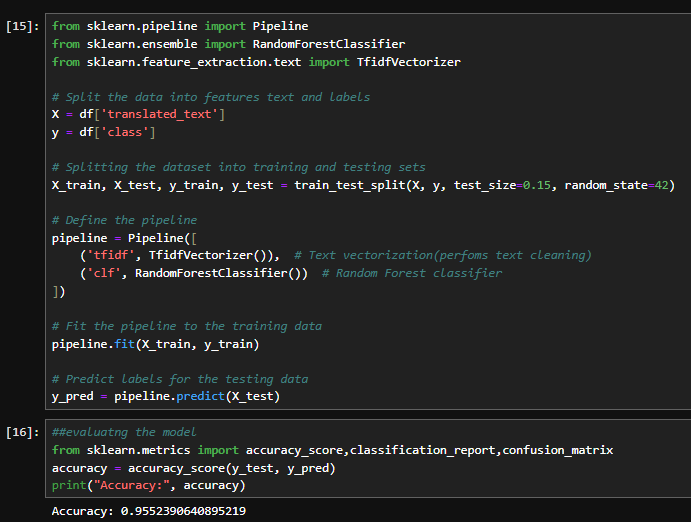 [15]: from sklearn.pipeline import Pipeline
from sklearn.ensemble import RandomForestClassifier
from sklearn.feature_extraction.text import TfidfVectorizer

# Split the data into features text and labels
X = df['translated_text']
y = df['class']

# Splitting the dataset into training and testing sets
X_train, X_test, y_train, y_test = train_test_split(X, y, test_size=0.15, random_state=42)

# Define the pipeline
pipeline = Pipeline([
    ('tfidf', TfidfVectorizer()),  # Text vectorization(perfoms text cleaning)
    ('clf', RandomForestClassifier())  # Random Forest classifier
])

# Fit the pipeline to the training data
pipeline.fit(X_train, y_train)

# Predict labels for the testing data
y_pred = pipeline.predict(X_test)
[16]: ##evaluatng the model
from sklearn.metrics import accuracy_score,classification_report,confusion_matrix
accuracy = accuracy_score(y_test, y_pred)
print("Accuracy:", accuracy)
Accuracy: 0.9552390640895219